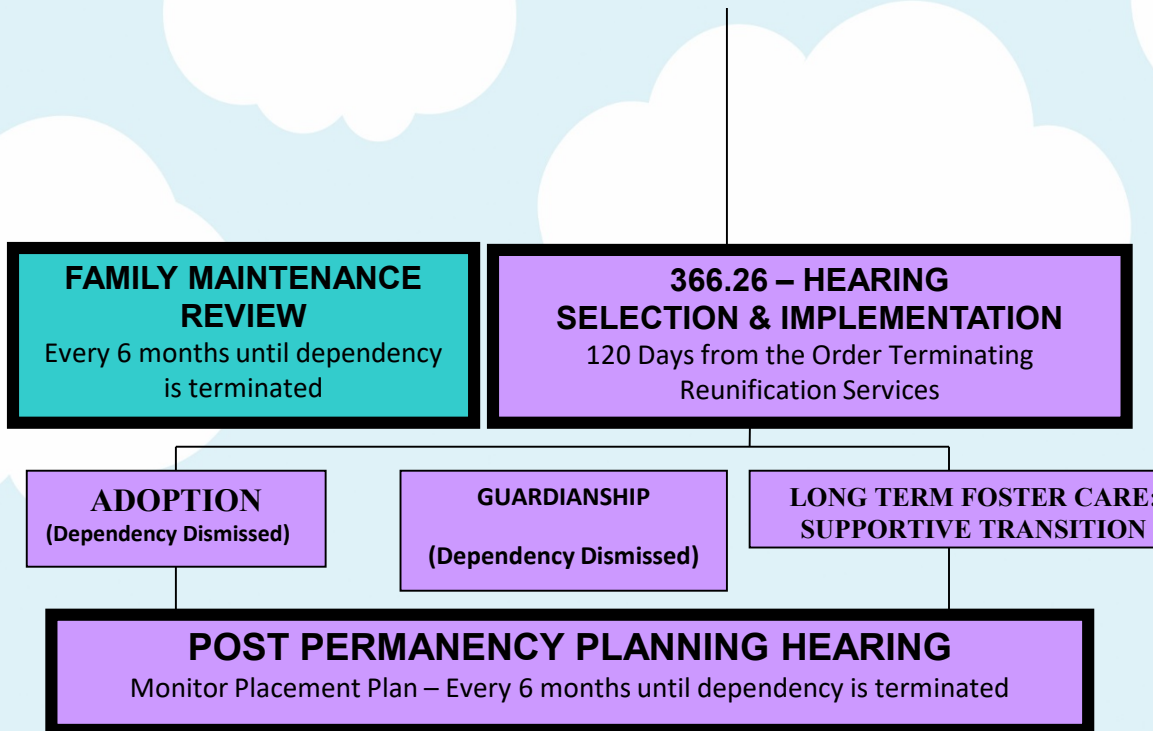 FAMILY MAINTENANCE
REVIEW
Every 6 months until dependency
is terminated
366.26 – HEARING
SELECTION & IMPLEMENTATION
120 Days from the Order Terminating
Reunification Services
ADOPTION
(Dependency Dismissed)
GUARDIANSHIP
(Dependency Dismissed)
LONG TERM FOSTER CARE:
SUPPORTIVE TRANSITION
POST PERMANENCY PLANNING HEARING
Monitor Placement Plan – Every 6 months until dependency is terminated